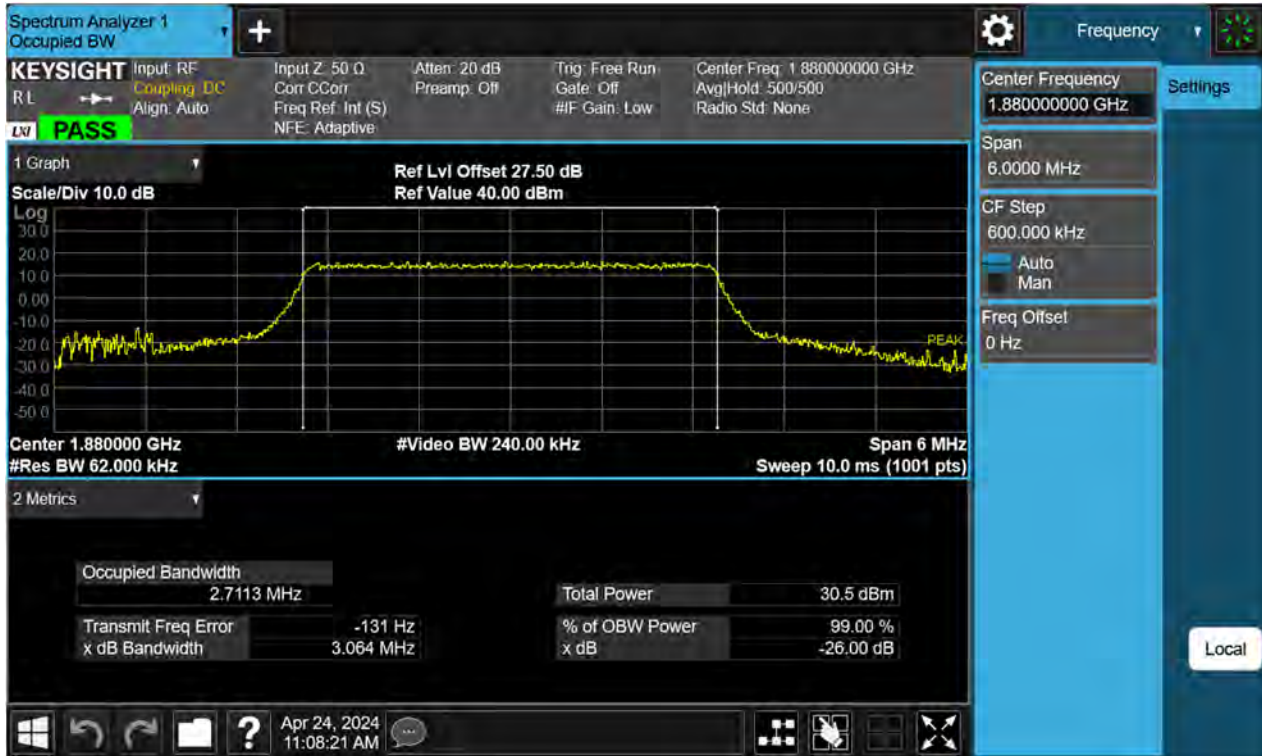 Spectrum Analyzer 1
Occupied BW
+
Frequency
KEYSIGHT
R L
LXI
PASS
Input: RF
Coupling: DC
Align: Auto
Input Z: 50 Ω
Corr CCorr
Freq Ref: Int (S)
NFE: Adaptive
Atten: 20 dB
Preamp: Off
Trig: Free Run
Gate: Off
#IF Gain: Low
Center Freq: 1.880000000 GHz
Avg|Hold: 500/500
Radio Std: None
Center Frequency
1.880000000 GHz
Settings
Span
6.0000 MHz
CF Step
600.000 kHz
Auto
Man
Freq Offset
0 Hz
Local
1 Graph
Scale/Div 10.0 dB
Ref Lvl Offset 27.50 dB
Ref Value 40.00 dBm
Log
30.0
20.0
10.0
0.00
-10.0
-20.0
-30.0
-40.0
-50.0
PEAK
Center 1.880000 GHz
#Video BW 240.00 kHz
Span 6 MHz
#Res BW 62.000 kHz
Sweep 10.0 ms (1001 pts)
2 Metrics
Occupied Bandwidth
2.7113 MHz
Total Power 30.5 dBm
Transmit Freq Error -131 Hz
% of OBW Power 99.00 %
x dB Bandwidth 3.064 MHz
x dB -26.00 dB
?
Apr 24, 2024
11:08:21 AM